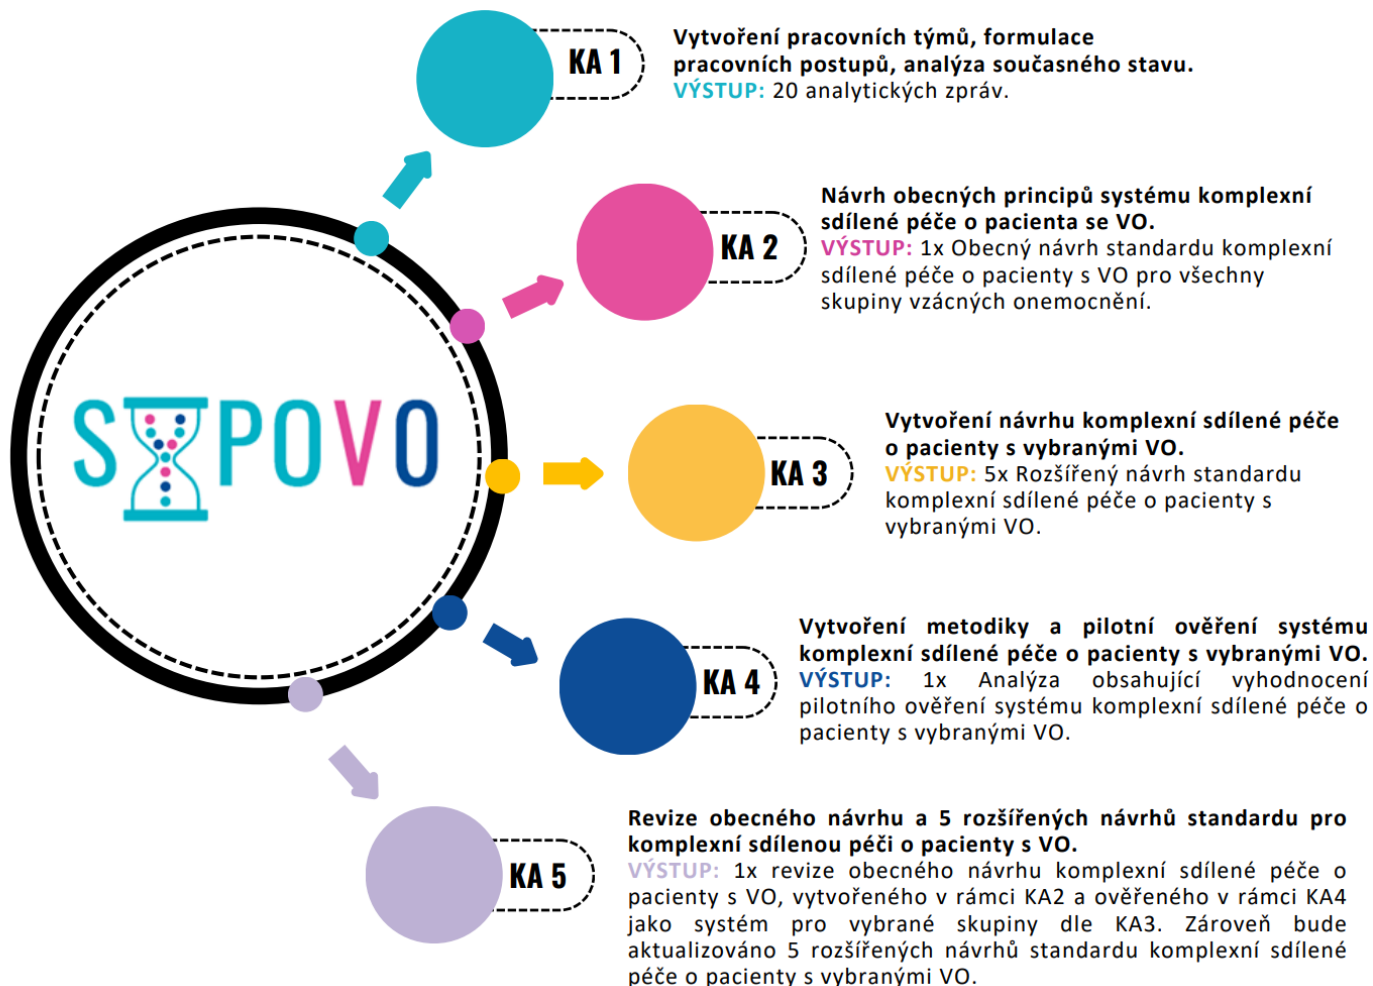 SYPOVO
KA 1
Vytvoření pracovních týmů, formulace
pracovních postupů, analýza současného stavu.
VÝSTUP: 20 analytických zpráv.
KA 2
Návrh obecných principů systému komplexní
sdílené péče o pacienta se VO.
VÝSTUP: 1x Obecný návrh standardu komplexní
sdílené péče o pacienty s VO pro všechny
skupiny vzácných onemocnění.
KA 3
Vytvoření návrhu komplexní sdílené péče
o pacienty s vybranými VO.
VÝSTUP: 5x Rozšířený návrh standardu
komplexní sdílené péče o pacienty s
vybranými VO.
KA 4
Vytvoření metodiky a pilotní ověření systému
komplexní sdílené péče o pacienty s vybranými VO.
VÝSTUP: 1x Analýza obsahující vyhodnocení
pilotního ověření systému komplexní sdílené péče o
pacienty s vybranými VO.
KA 5
Revize obecného návrhu a 5 rozšířených návrhů standardu pro
komplexní sdílenou péči o pacienty s VO.
VÝSTUP: 1x revize obecného návrhu komplexní sdílené péče o
pacienty s VO, vytvořeného v rámci KA2 a ověřeného v rámci KA4
jako systém pro vybrané skupiny dle KA3. Zároveň bude
aktualizováno 5 rozšířených návrhů standardu komplexní sdílené
péče o pacienty s vybranými VO.